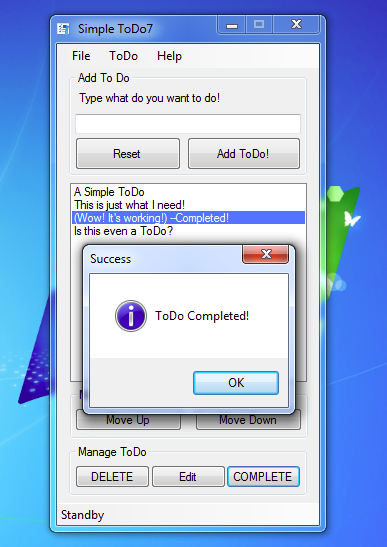 Simple ToDo7
File ToDo Help
Add To Do
Type what do you want to do!
Reset Add ToDo!
A Simple ToDo
This is just what I need!
(Wow! It's working!) --Completed!
Is this even a ToDo?
Success
ToDo Completed!
OK
Move Up Move Down
Manage ToDo
DELETE Edit COMPLETE
Standby